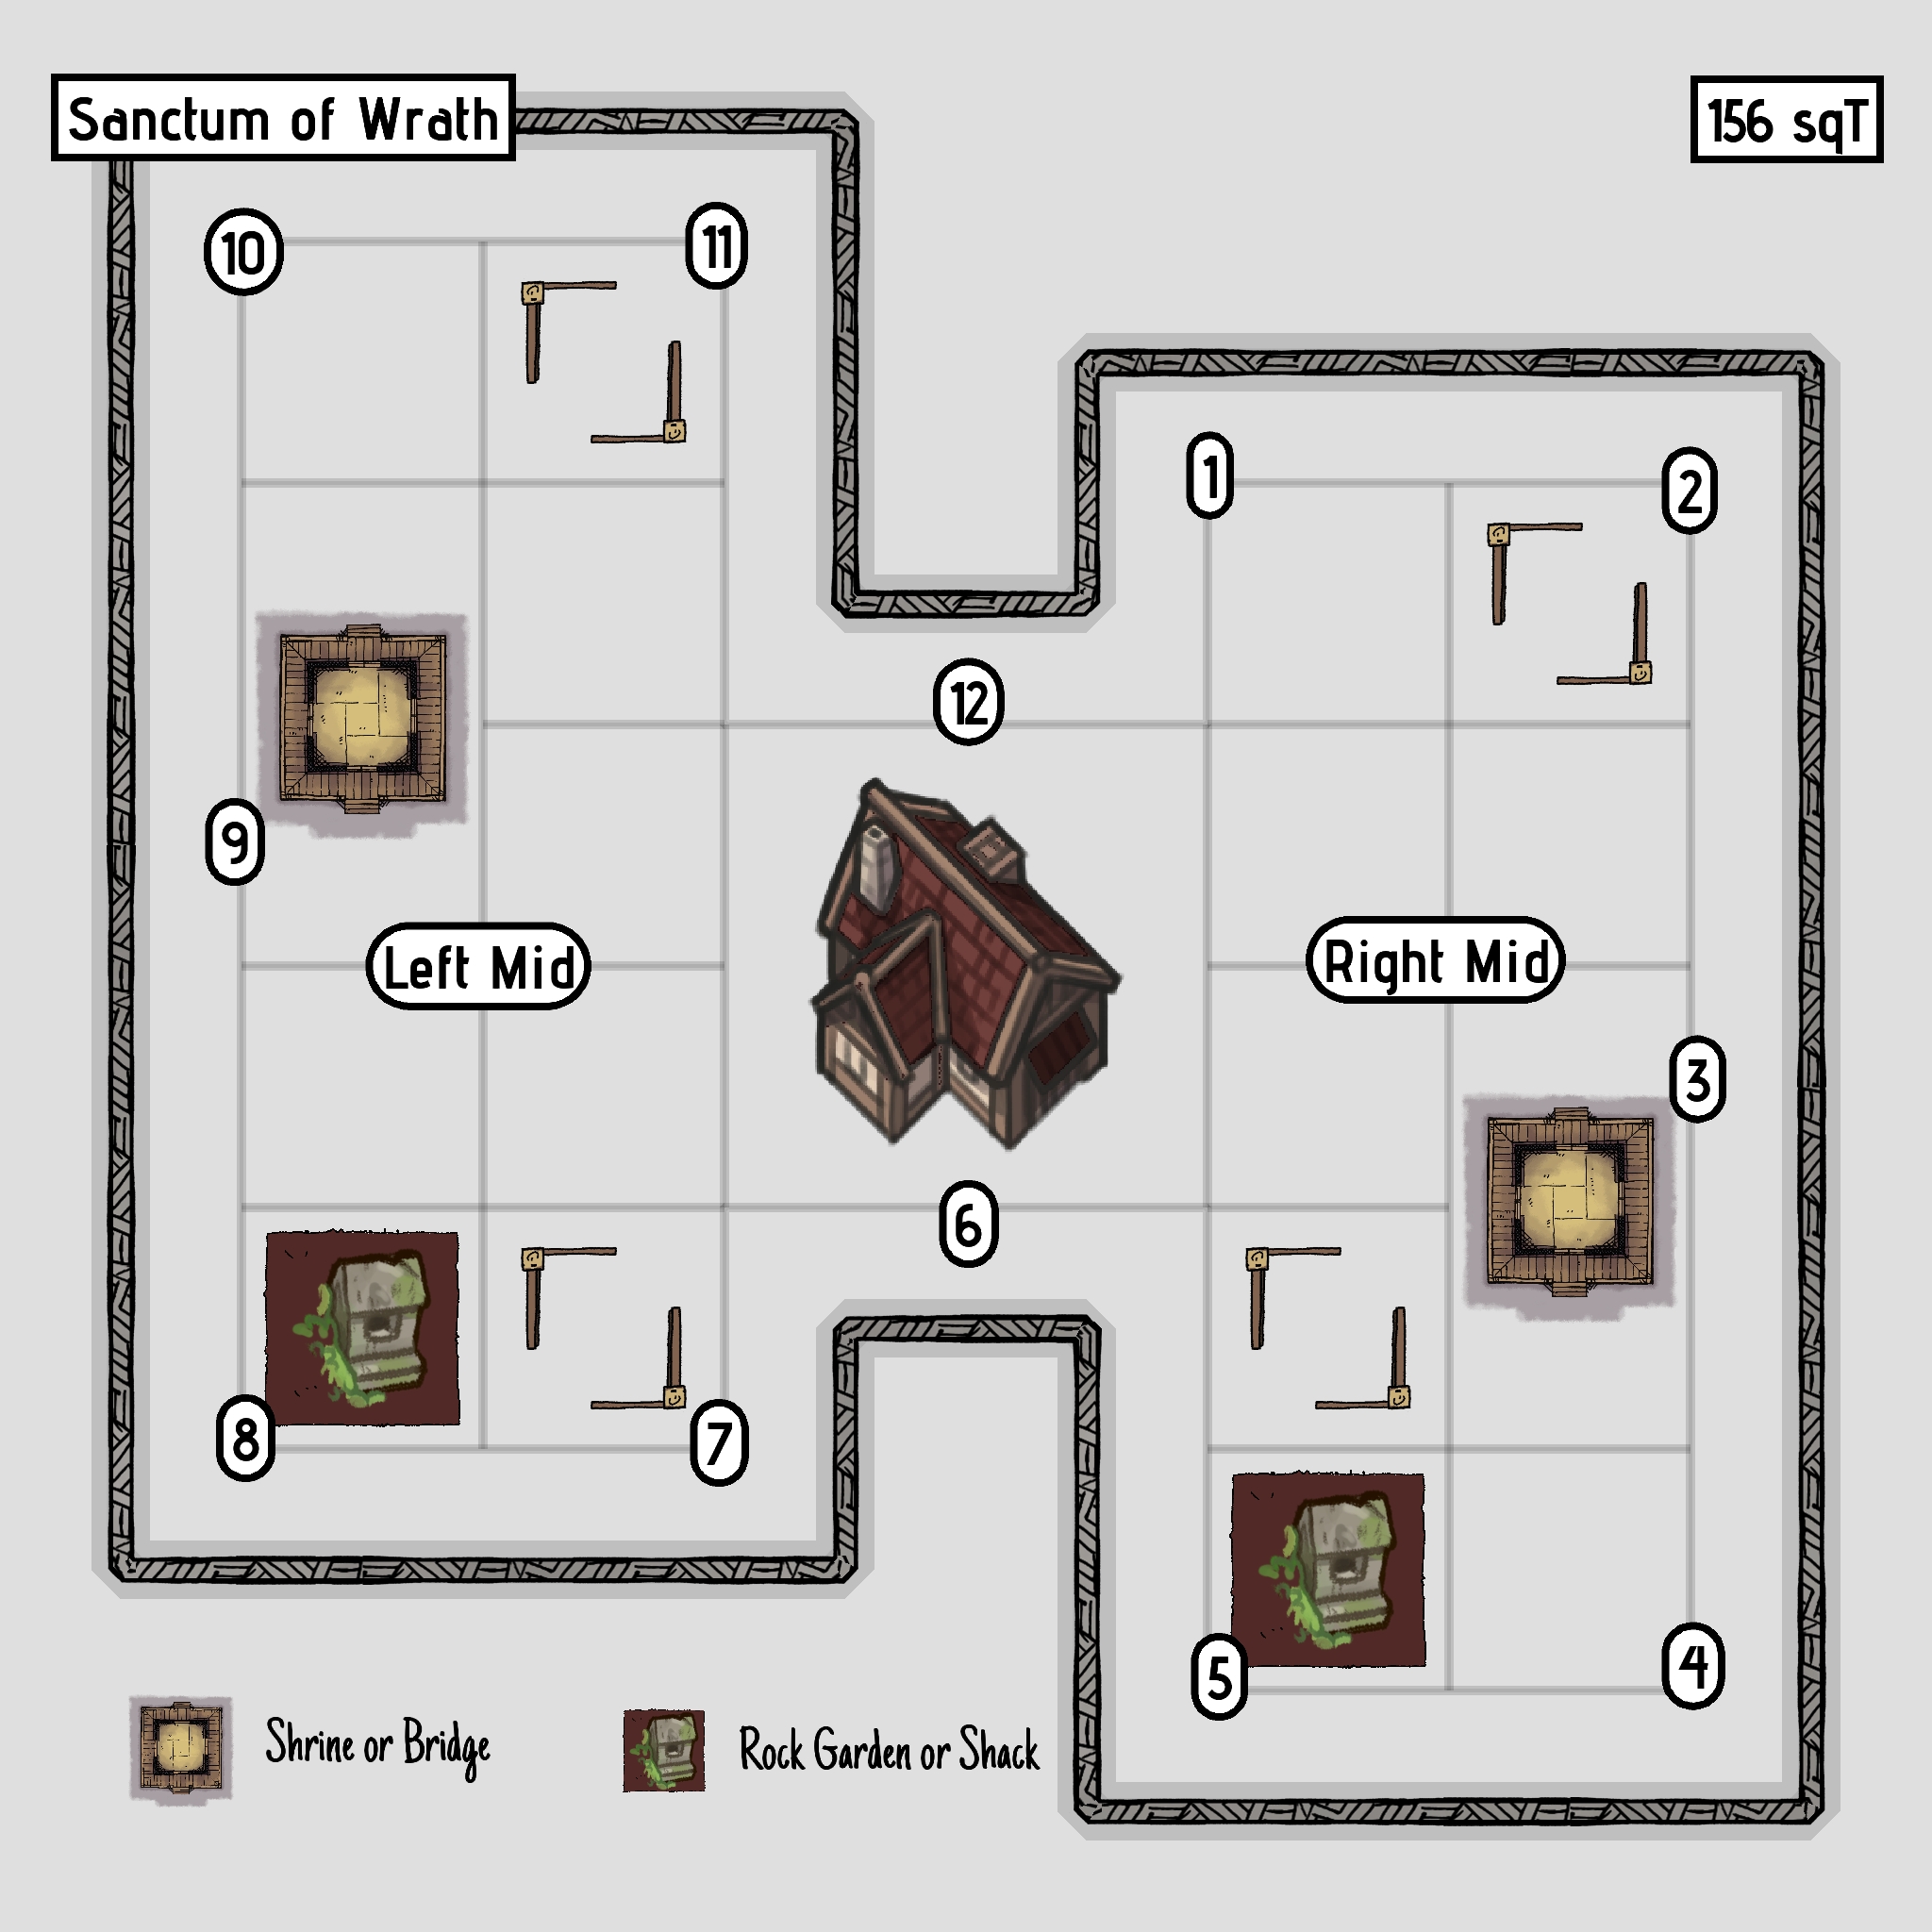 Sanctum of Wrath
156 sqT
10
11
1
2
12
9
Left Mid
Right Mid
3
6
8
7
5
4
Shrine or Bridge
Rock Garden or Shack